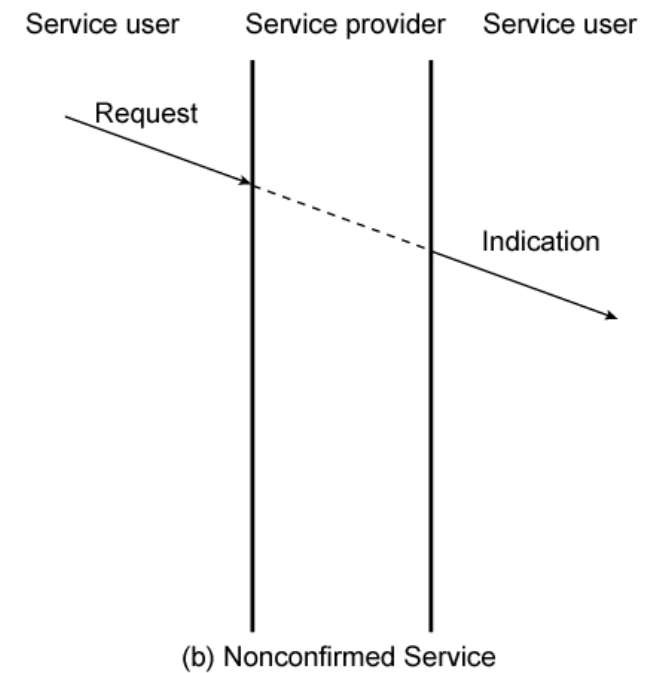 Service user Service provider Service user
Request
Indication
(b) Nonconfirmed Service